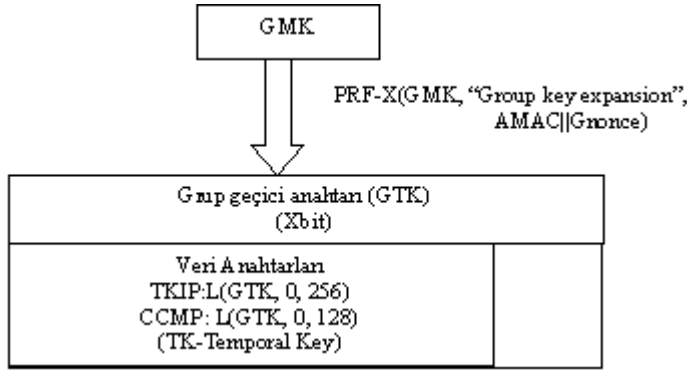 GMK
PRF-X(GMK, “Group key expansion”,
AMAC||Gnonce)
Grup geçici anahtarı (GTK)
(Xbit)
Veri Anahtarları
TKIP:L(GTK, 0, 256)
CCMP: L(GTK, 0, 128)
(TK-Temporal Key)